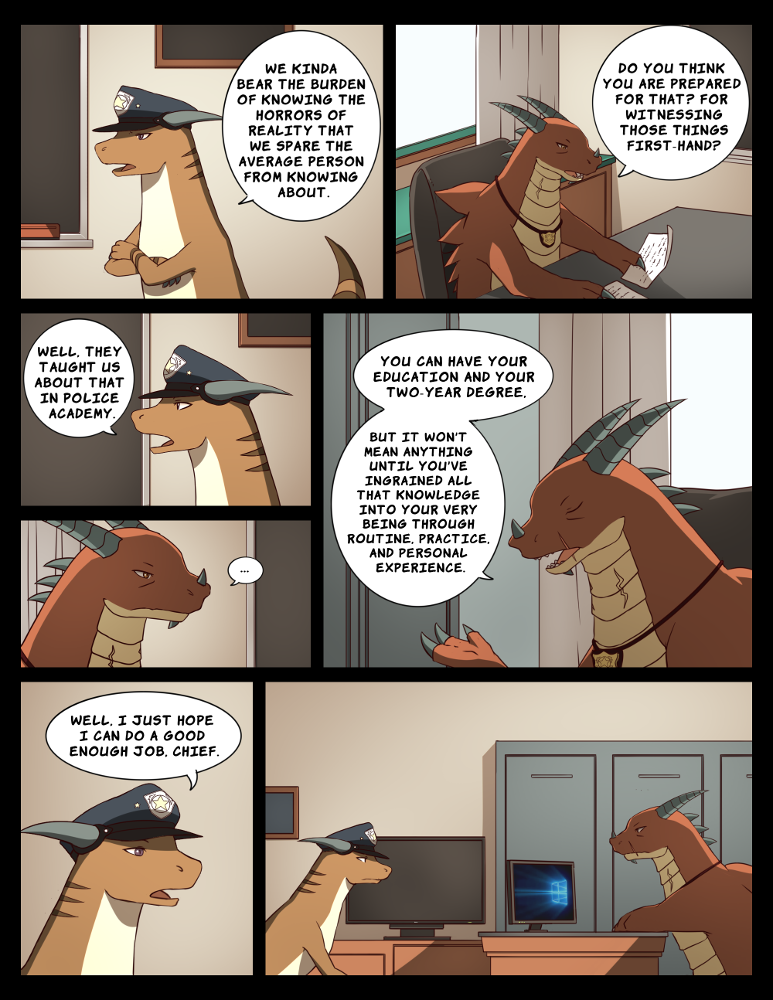 WE KINDA
BEAR THE BURDEN
OF KNOWING THE
HORRORS OF
REALITY THAT
WE SPARE THE
AVERAGE PERSON
FROM KNOWING
ABOUT.
DO YOU THINK
YOU ARE PREPARED
FOR THAT? FOR
WITNESSING
THOSE THINGS
FIRST-HAND?
WELL, THEY
TAUGHT US
ABOUT THAT
IN POLICE
ACADEMY.
...
YOU CAN HAVE YOUR
EDUCATION AND YOUR
TWO-YEAR DEGREE,
BUT IT WON'T
MEAN ANYTHING
UNTIL YOU'VE
INGRAINED ALL
THAT KNOWLEDGE
INTO YOUR VERY
BEING THROUGH
ROUTINE, PRACTICE,
AND PERSONAL
EXPERIENCE.
WELL, I JUST HOPE
I CAN DO A GOOD
ENOUGH JOB, CHIEF.